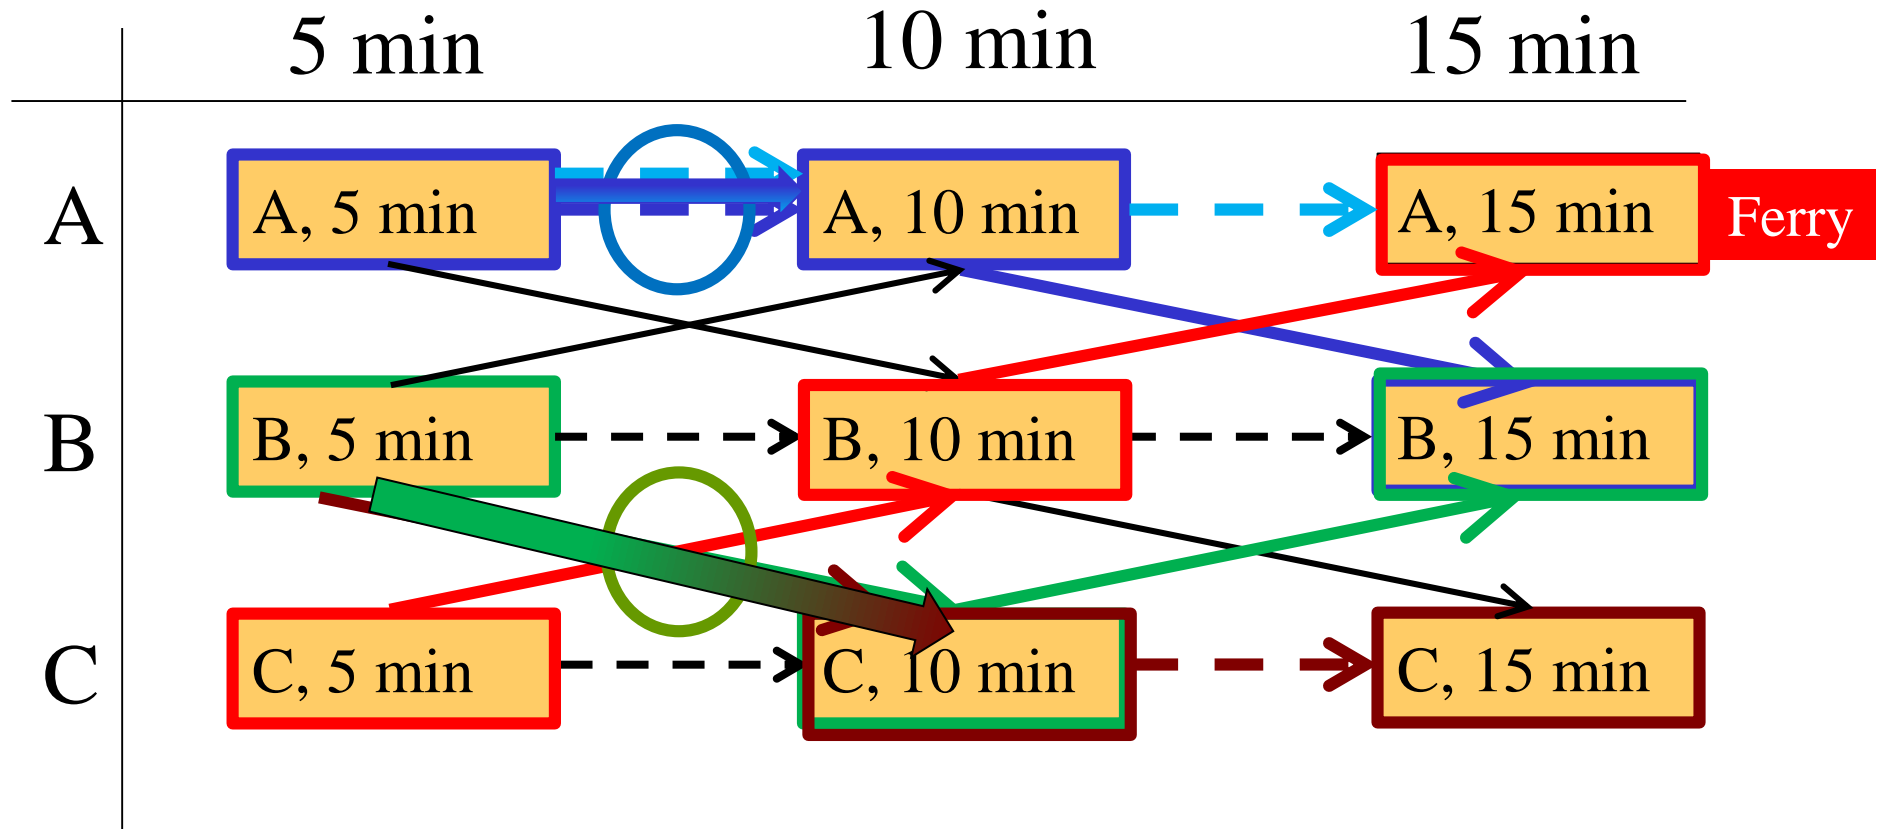 5 min
10 min
15 min
A
A, 5 min
A, 10 min
A, 15 min
Ferry
B
B, 5 min
B, 10 min
B, 15 min
C
C, 5 min
C, 10 min
C, 15 min